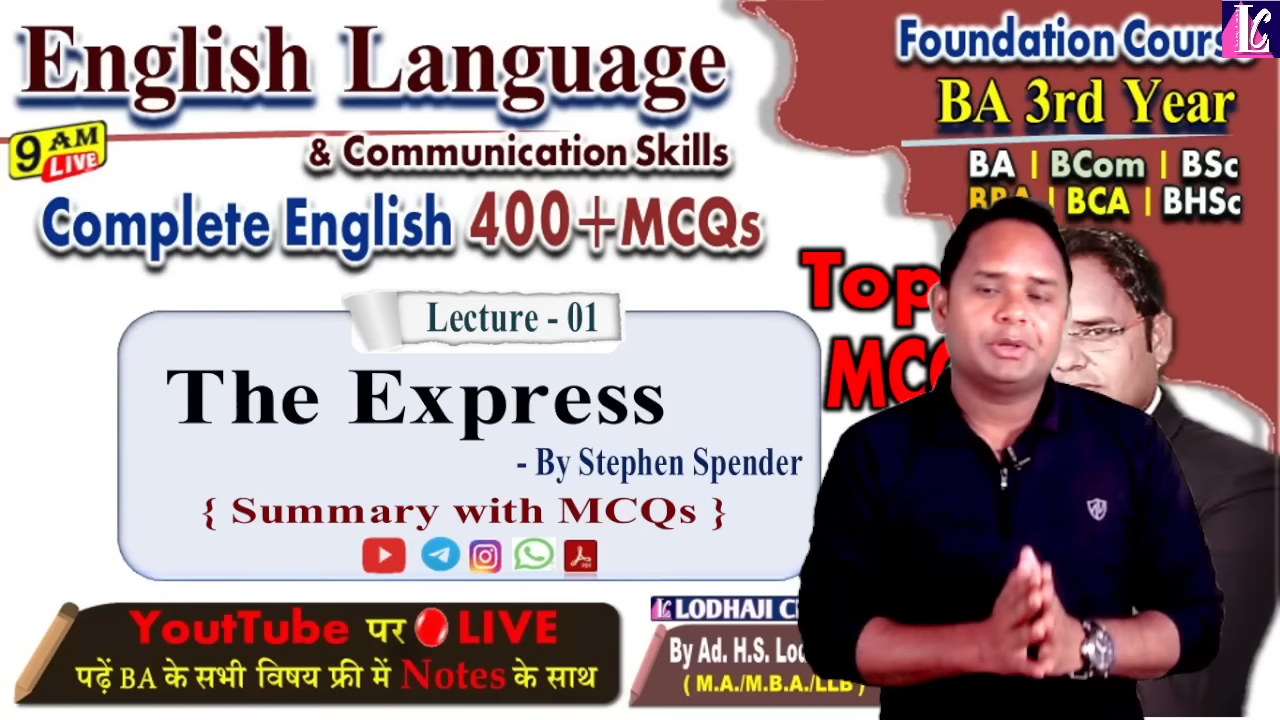 English Language
& Communication Skills
9 AM
LIVE
Complete English 400+MCQs
Lecture - 01
The Express
- By Stephen Spender
{ Summary with MCQs }
YoutTube पर LIVE
पढ़ें BA के सभी विषय फ्री में Notes के साथ
LC
Foundation
BA 3rd Year
BA | BCom | BSc
| BCA | BHSc
Top
LC LODHAJI
By Ad. H.S.
( M.A./M.B.A./LLB )